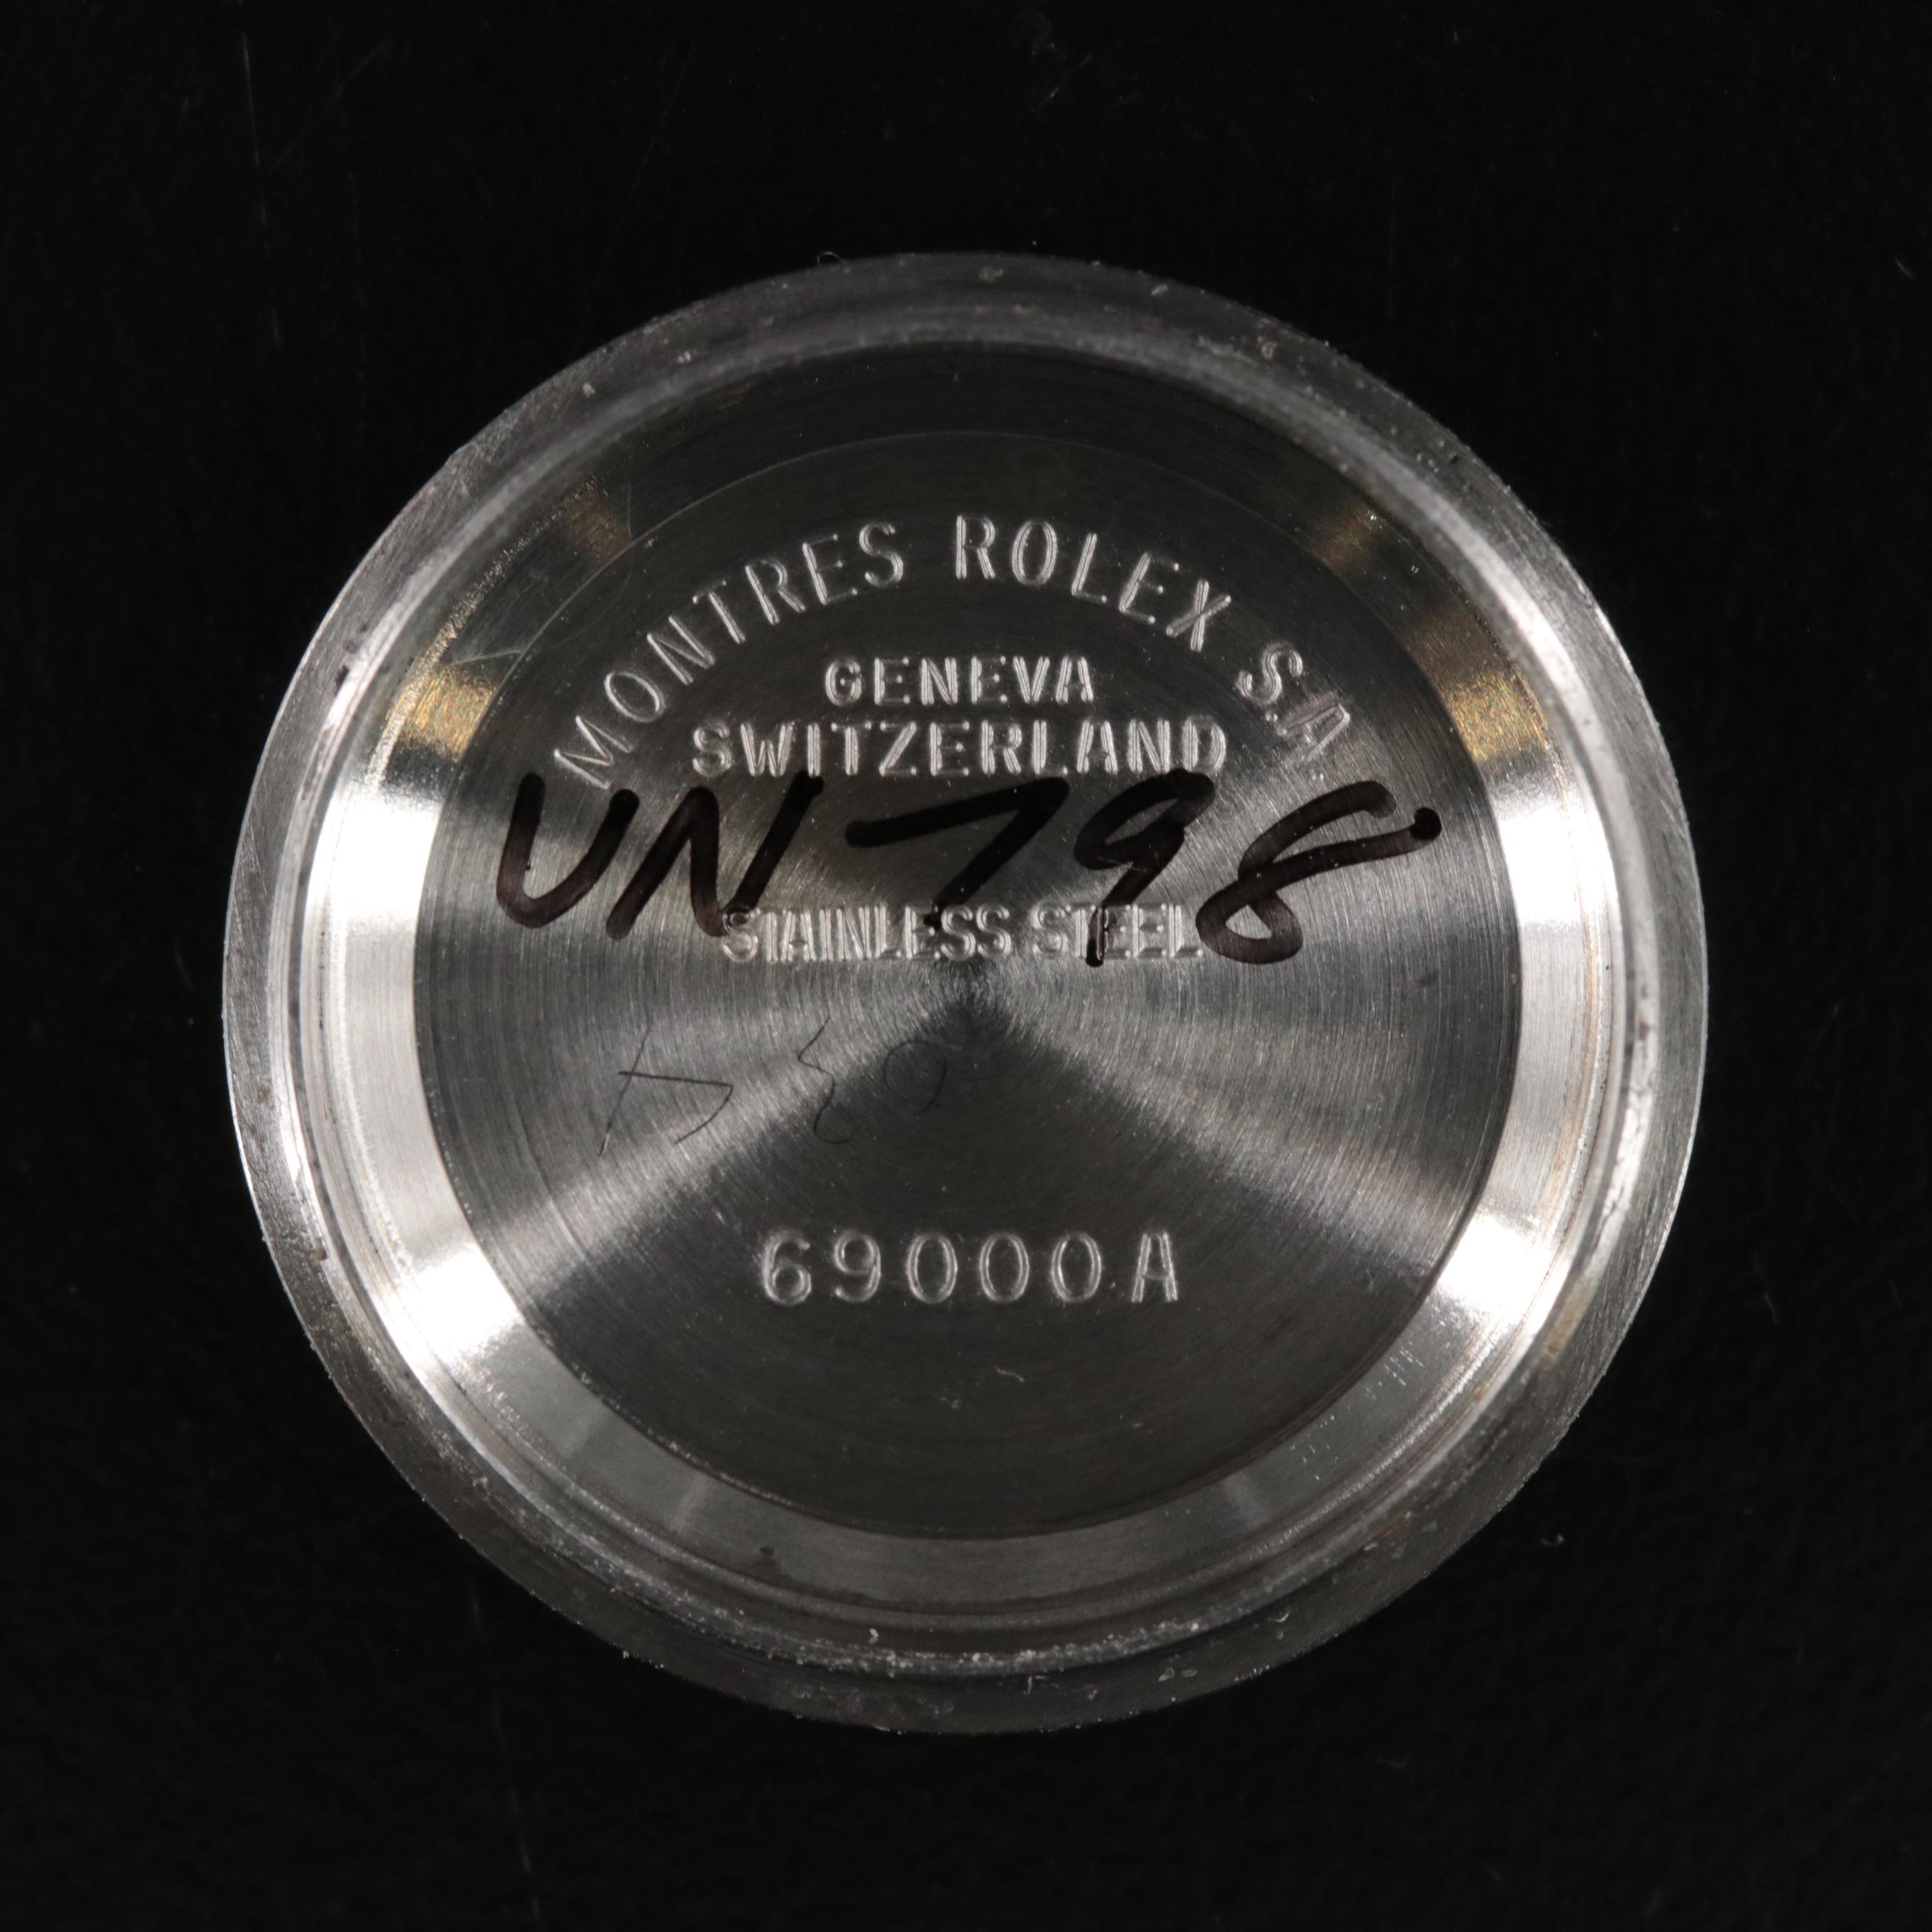 MONTRES ROLEX S.A.
GENEVA
SWITZERLAND
UN-798
STAINLESS STEEL
69000A